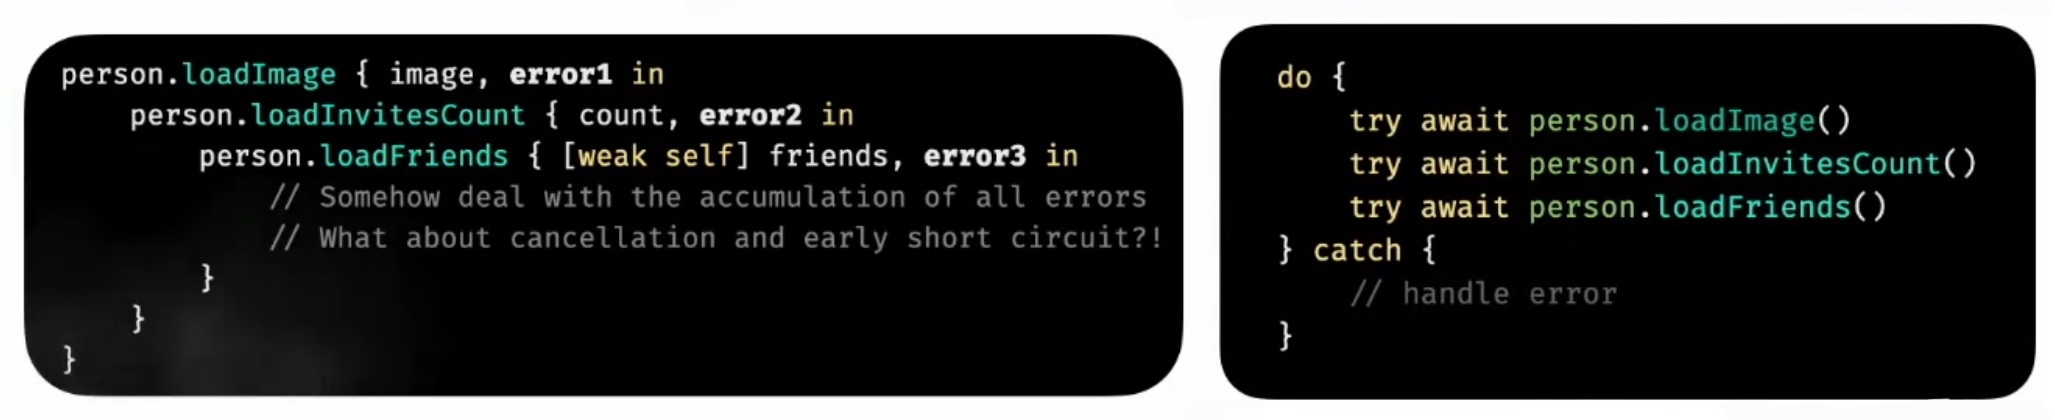 person.loadImage { image, error1 in
    person.loadInvitesCount { count, error2 in
        person.loadFriends { [weak self] friends, error3 in
            // Somehow deal with the accumulation of all errors
            // What about cancellation and early short circuit?!
        }
    }
}
do {
    try await person.loadImage()
    try await person.loadInvitesCount()
    try await person.loadFriends()
} catch {
    // handle error
}